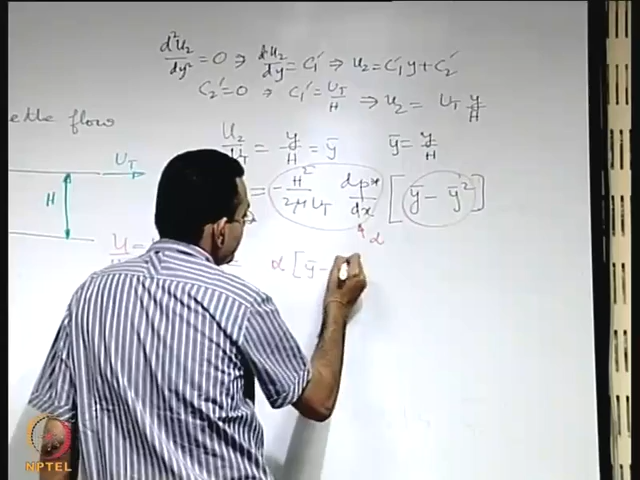 d²u₂/dy² = 0 ⇒ du₂/dy = C₁' ⇒ u₂ = C₁'y + C₂'
C₂' = 0 ⇒ C₁' = U_T/H ⇒ u₂ = U_T y/H
ette flow
u₂/U_T = y/H = ȳ ȳ = y/H
U_T
= -H²/2μU_T dp*/dx [ȳ - ȳ²]
H
α
α [ȳ -
NPTEL